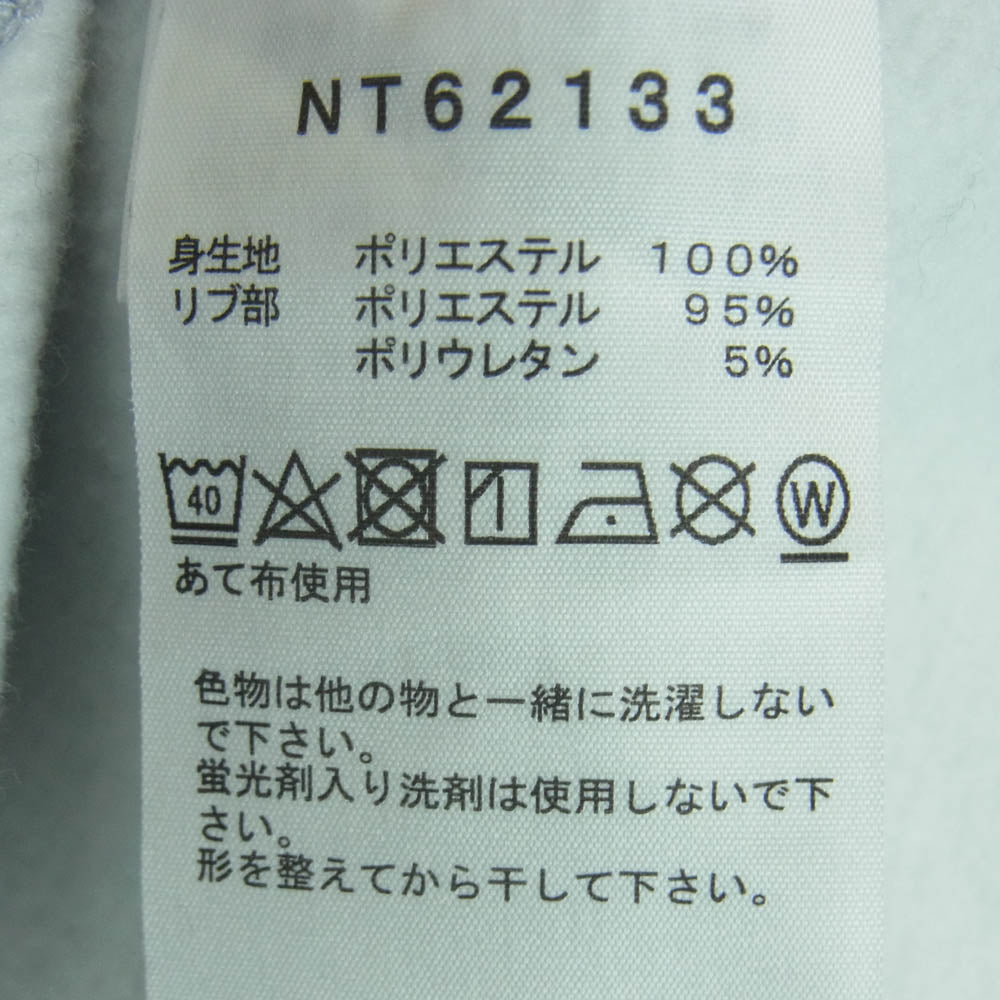 NT62133
身生地 ポリエステル 100%
リブ部 ポリエステル 95%
ポリウレタン 5%
40 W
あて布使用
色物は他の物と一緒に洗濯しない
で下さい。
蛍光剤入り洗剤は使用しないで下
さい。
形を整えてから干して下さい。